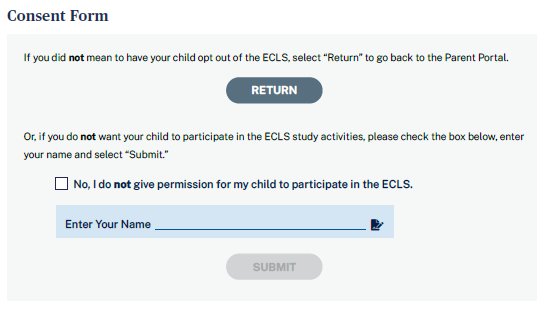 Consent Form
If you did not mean to have your child opt out of the ECLS, select “Return” to go back to the Parent Portal.
RETURN
Or, if you do not want your child to participate in the ECLS study activities, please check the box below, enter
your name and select “Submit.”
No, I do not give permission for my child to participate in the ECLS.
Enter Your Name
SUBMIT